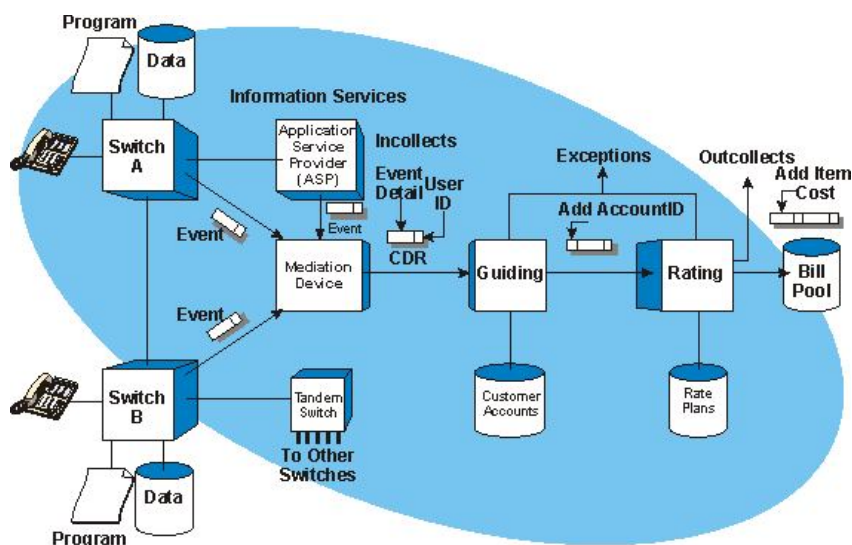 Program
Data
Information Services
Switch
A
Application
Service
Provider
(ASP)
Incollects
Event
Detail
User
ID
Exceptions
Outcollects
Add Item
Cost
Event
Event
Add AccountID
CDR
Mediation
Device
Guiding
Rating
Bill
Pool
Event
Switch
B
Tandem
Switch
To Other
Switches
Customer
Accounts
Rate
Plans
Data
Program